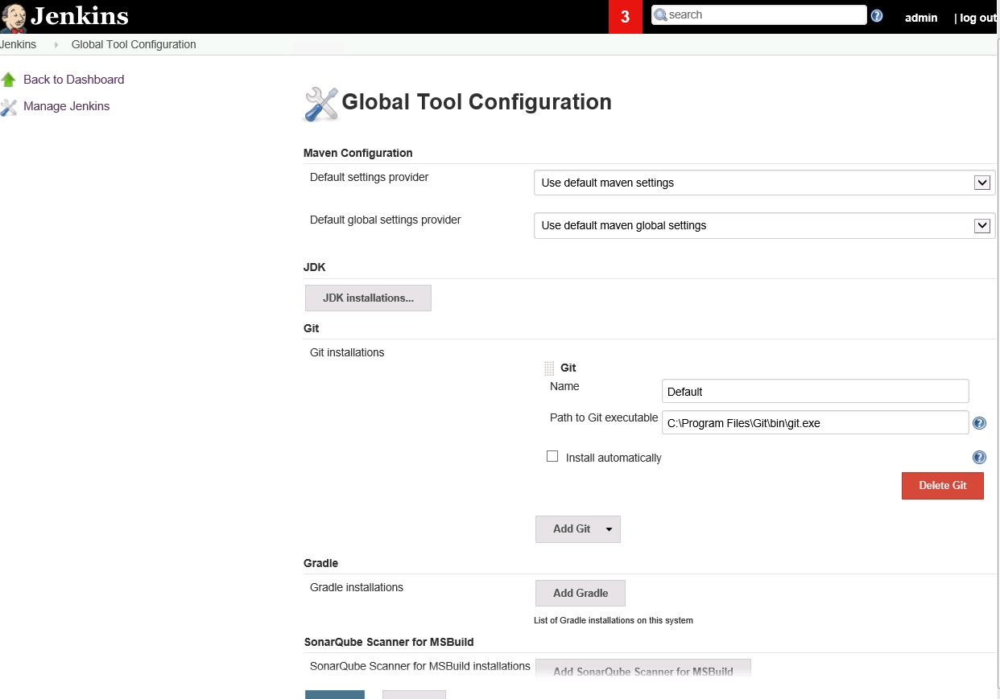 Jenkins
3
search
admin
| log out
Jenkins
Global Tool Configuration
Back to Dashboard
Manage Jenkins
Global Tool Configuration
Maven Configuration
Default settings provider
Use default maven settings
Default global settings provider
Use default maven global settings
JDK
JDK installations...
Git
Git installations
Git
Name
Default
Path to Git executable
C:\Program Files\Git\bin\git.exe
Install automatically
Delete Git
Add Git
Gradle
Gradle installations
Add Gradle
List of Gradle installations on this system
SonarQube Scanner for MSBuild
SonarQube Scanner for MSBuild installations
Add SonarQube Scanner for MSBuild